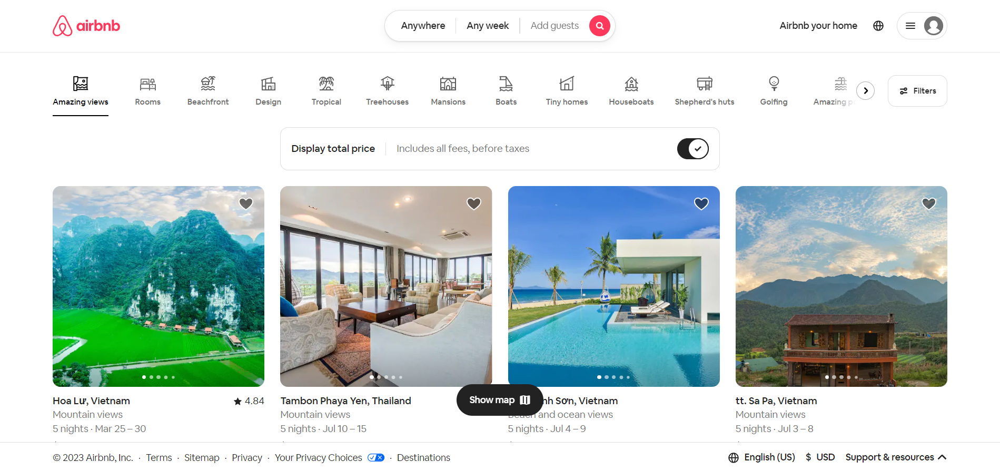 airbnb
Anywhere
Any week
Add guests
Airbnb your home
Amazing views
Rooms
Beachfront
Design
Tropical
Treehouses
Mansions
Boats
Tiny homes
Houseboats
Shepherd's huts
Golfing
Amazing
Filters
Display total price
Includes all fees, before taxes
Hoa Lư, Vietnam
4.84
Mountain views
5 nights · Mar 25 – 30
Tambon Phaya Yen, Thailand
Mountain views
5 nights · Jul 10 – 15
Show map
Sơn, Vietnam
Beach and ocean views
5 nights · Jul 4 – 9
tt. Sa Pa, Vietnam
Mountain views
5 nights · Jul 3 – 8
© 2023 Airbnb, Inc. · Terms · Sitemap · Privacy · Your Privacy Choices · Destinations
English (US) $ USD Support & resources